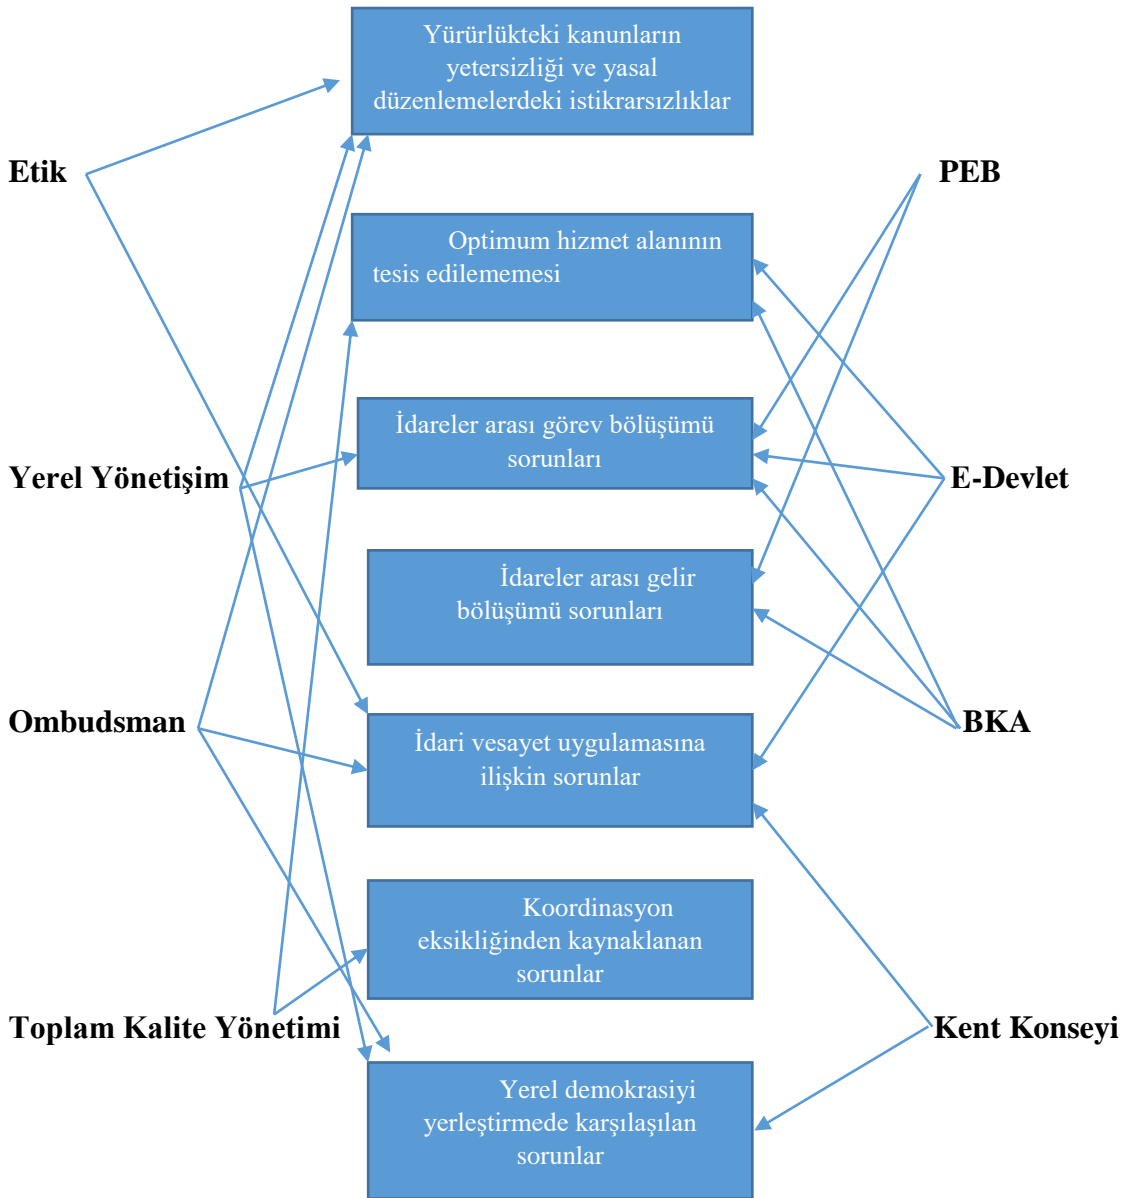 Yürürlükteki kanunların
yetersizliği ve yasal
düzenlemelerdeki istikrarsızlıklar
Etik
PEB
Optimum hizmet alanının
tesis edilememesi
İdareler arası görev bölüşümü
sorunları
Yerel Yönetişim
E-Devlet
İdareler arası gelir
bölüşümü sorunları
Ombudsman
BKA
İdari vesayet uygulamasına
ilişkin sorunlar
Koordinasyon
eksikliğinden kaynaklanan
sorunlar
Toplam Kalite Yönetimi
Kent Konseyi
Yerel demokrasiyi
yerleştirmede karşılaşılan
sorunlar